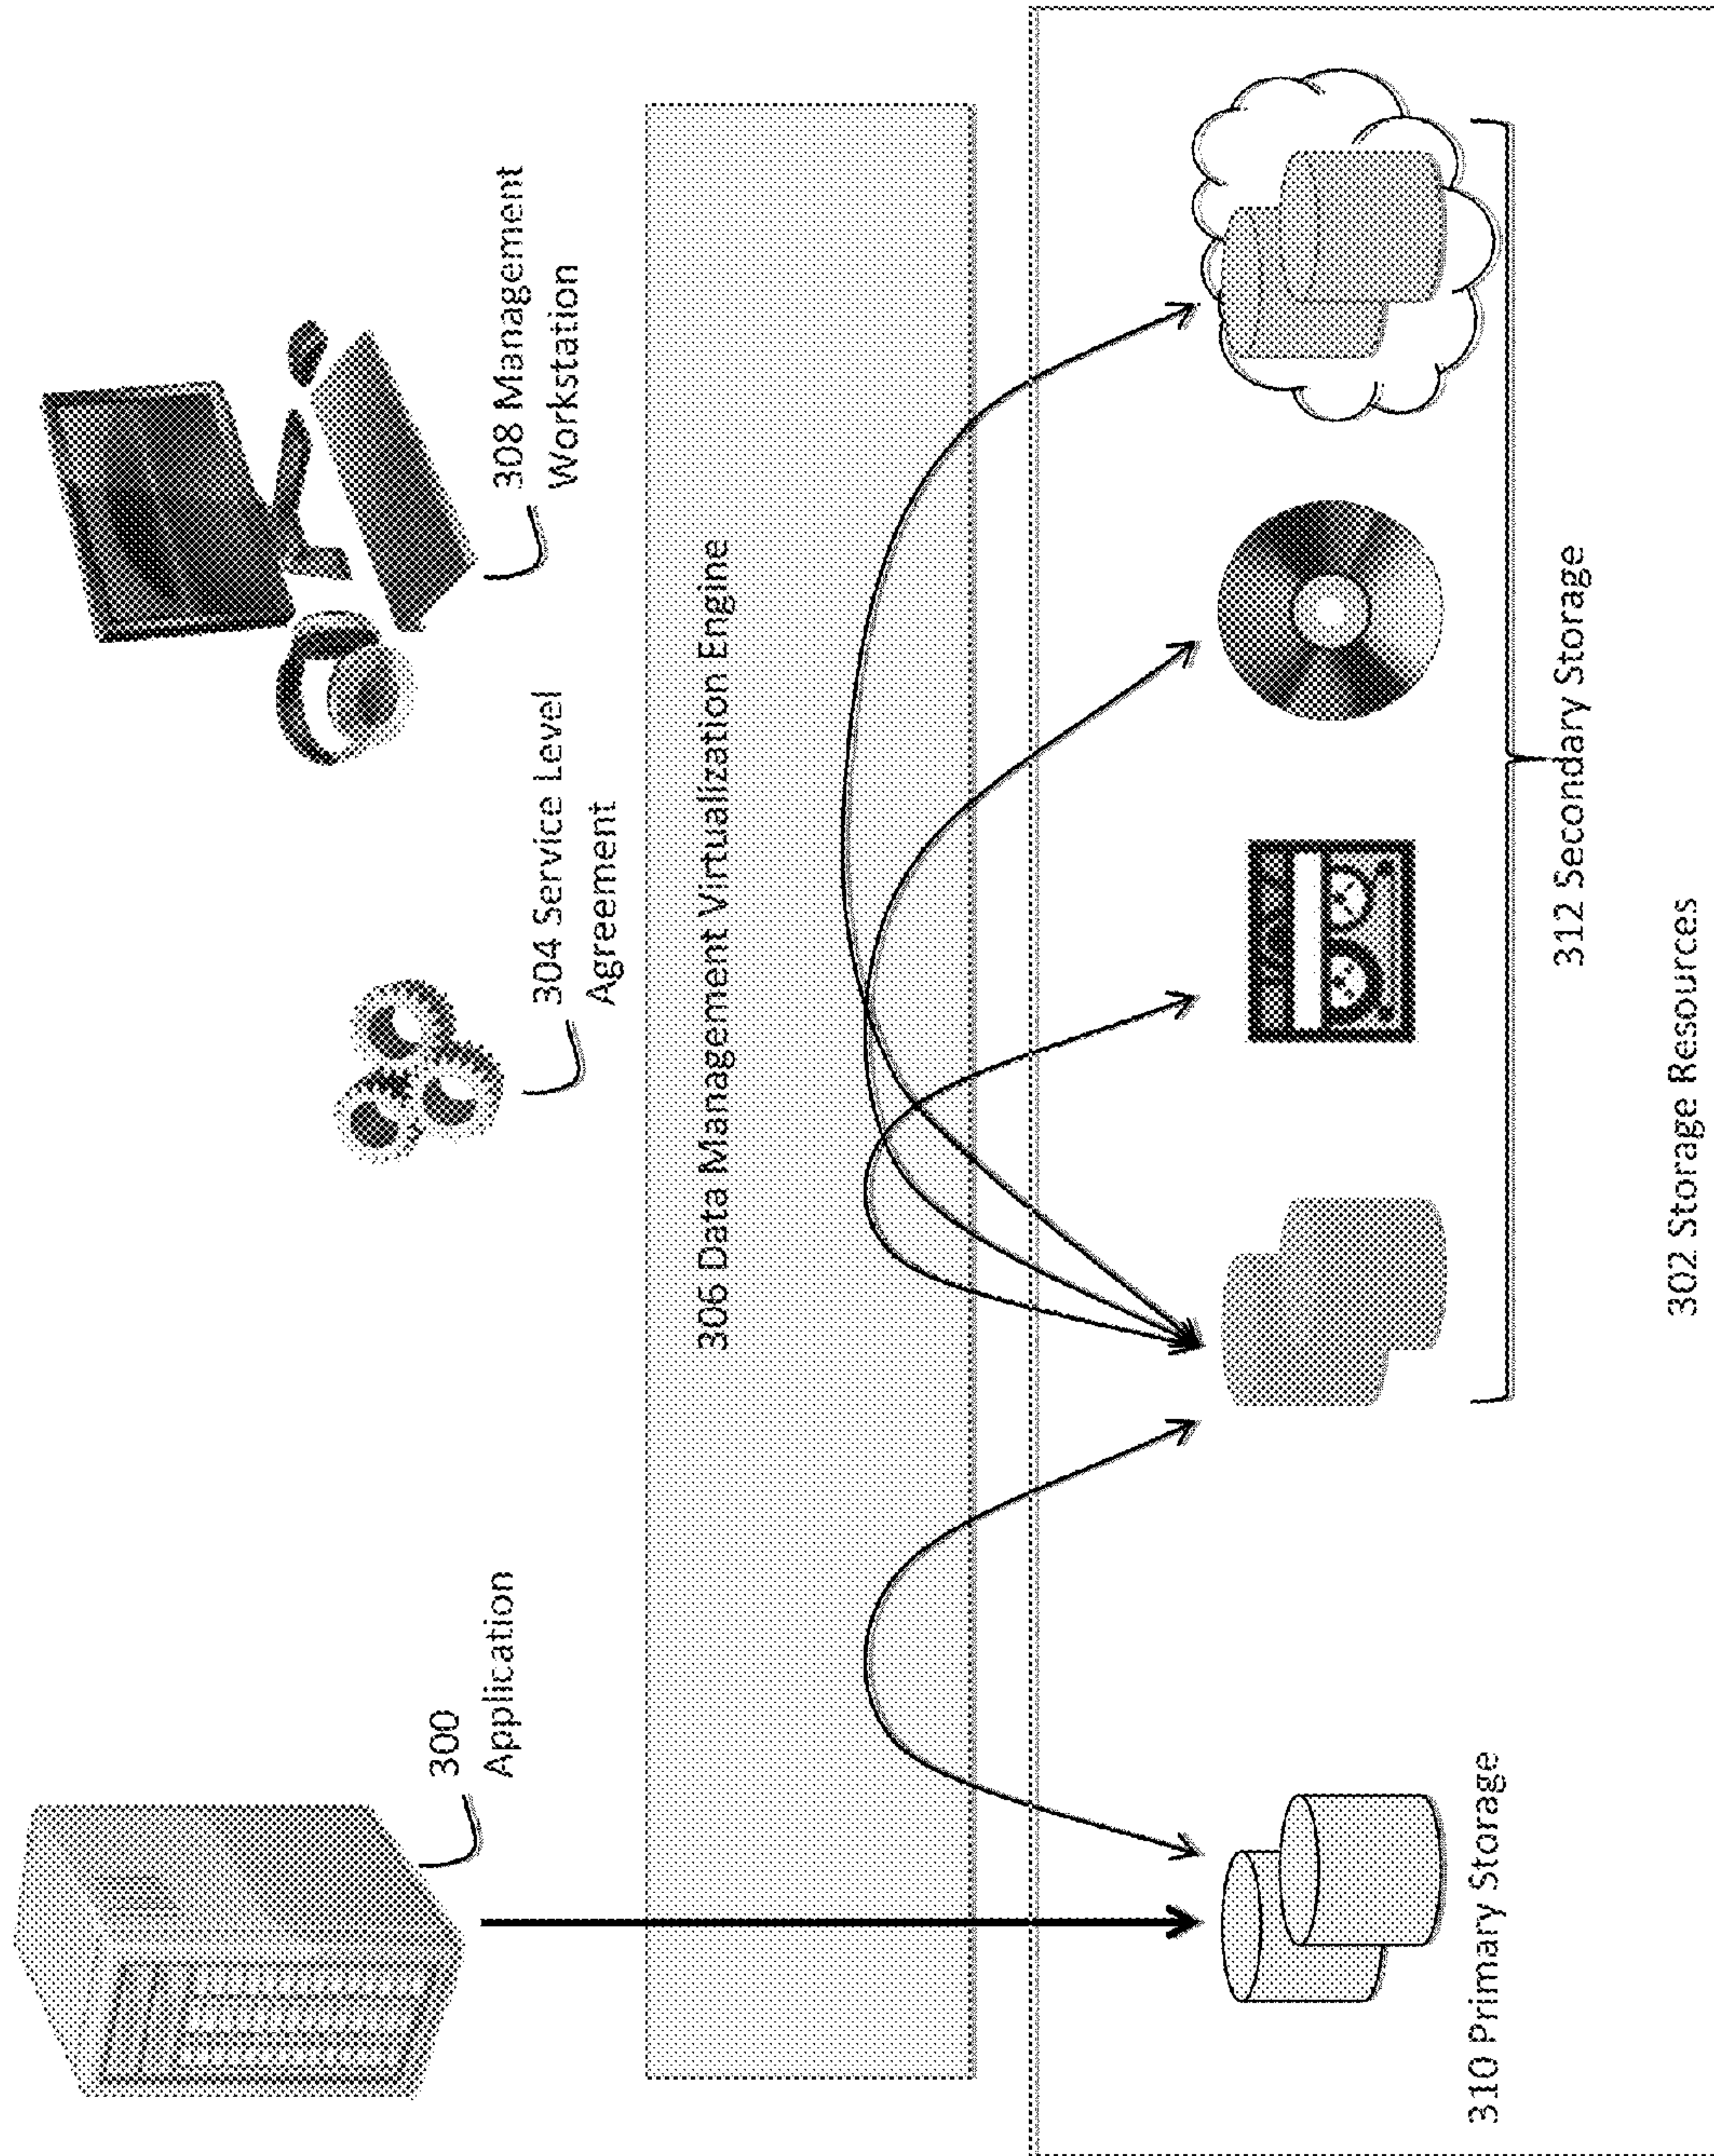 300
Application
304 Service Level
Agreement
308 Management
Workstation
306 Data Management Virtualization Engine
310 Primary Storage
312 Secondary Storage
302 Storage Resources